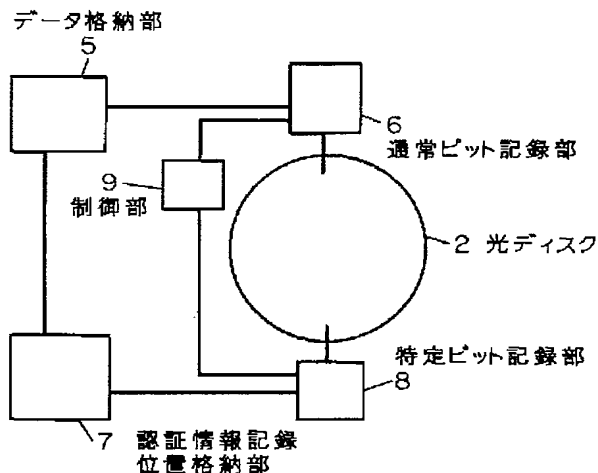 データ格納部
5
6
通常ピット記録部
9
制御部
2 光ディスク
特定ピット記録部
8
7 認証情報記録
位置格納部